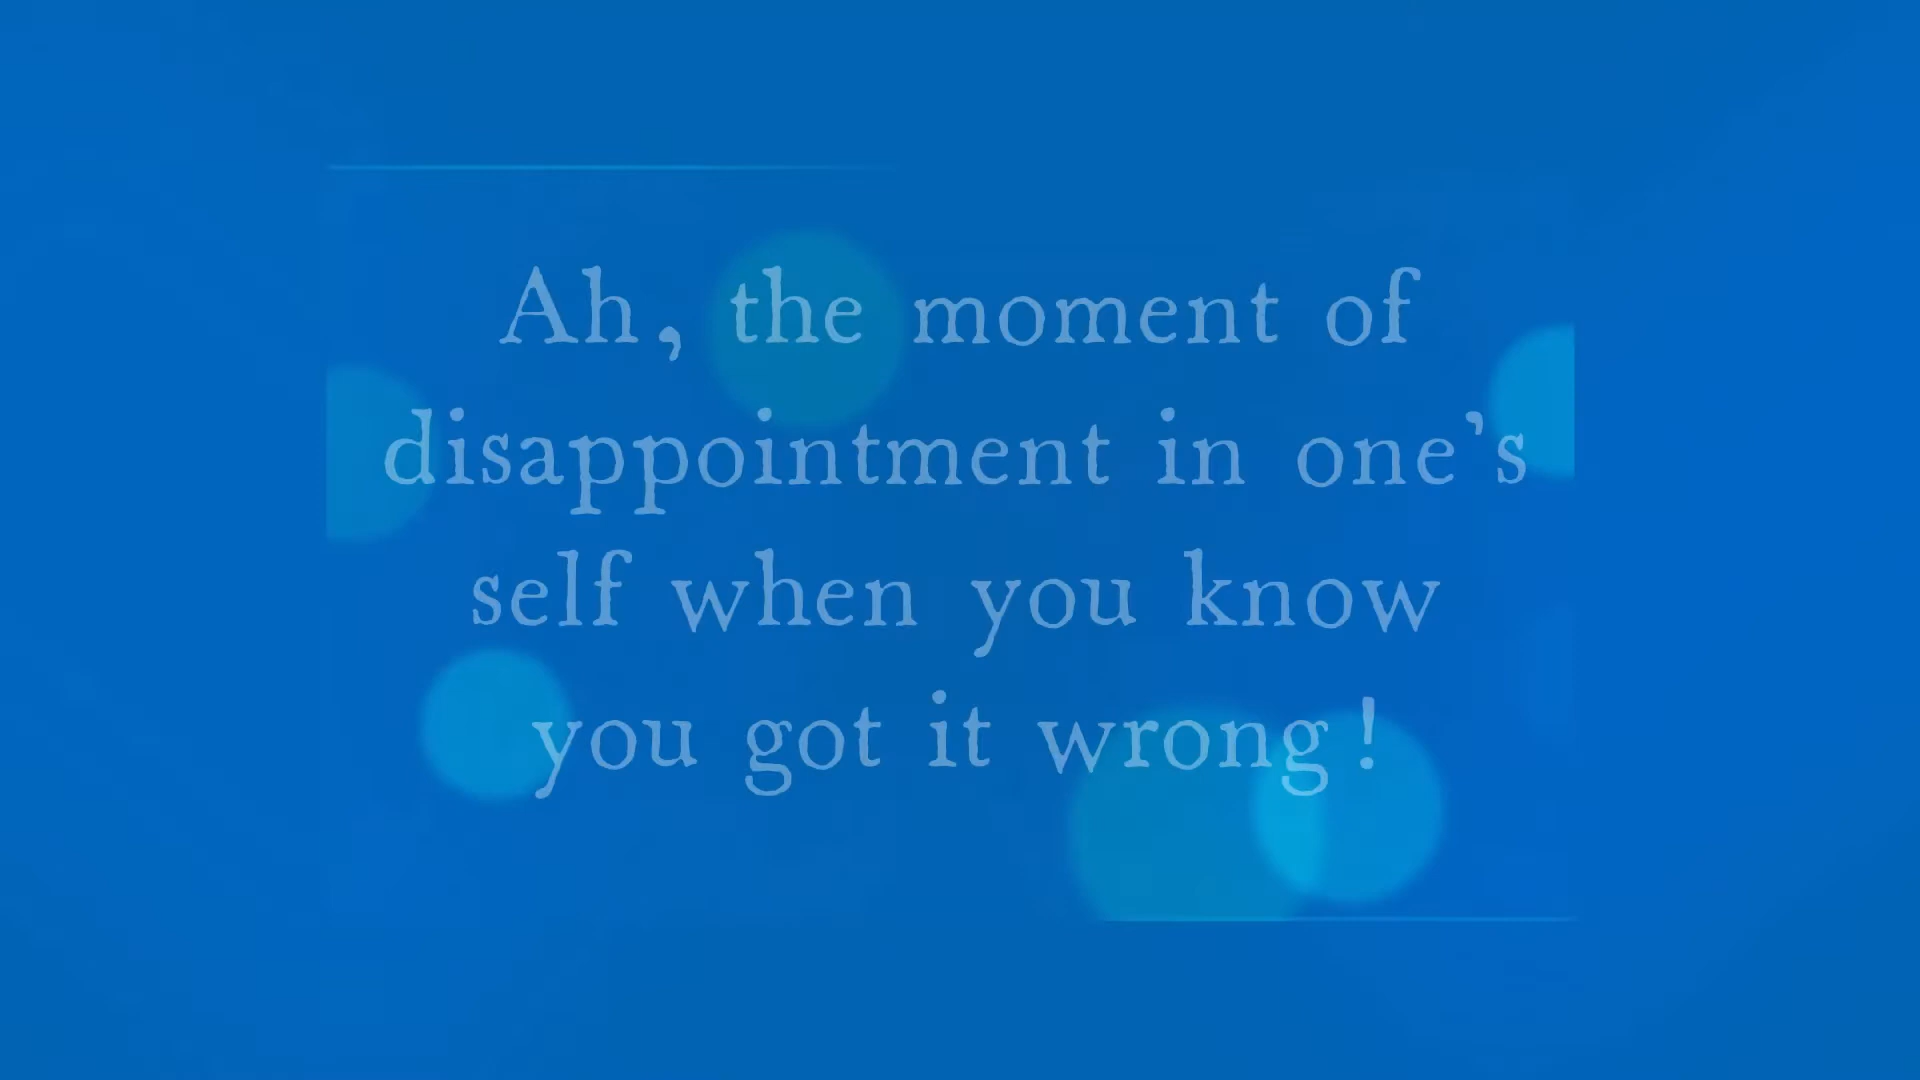 Ah, the moment of
disappointment in one's
self when you know
you got it wrong!